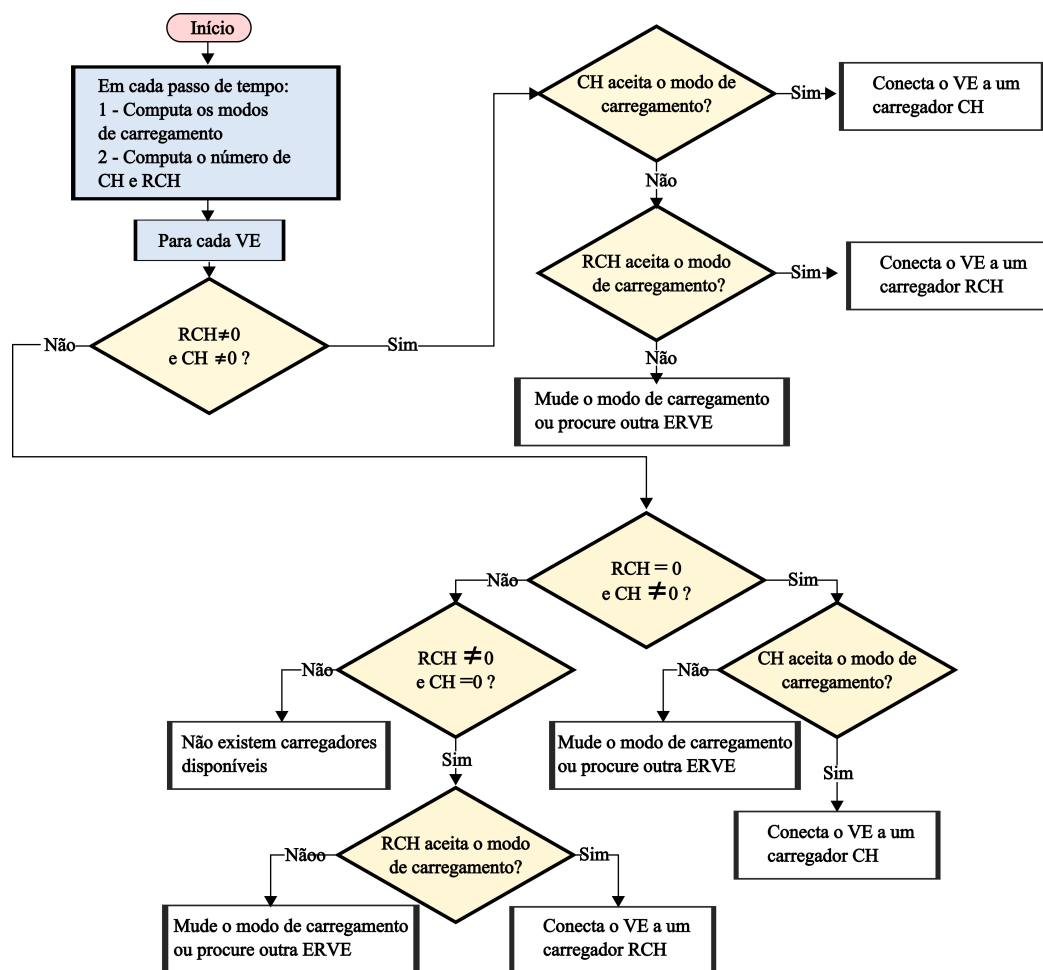 Início
Em cada passo de tempo:
1 - Computa os modos
de carregamento
2 - Computa o número de
CH e RCH
Para cada VE
RCH≠0
e CH ≠0 ?
Não
Sim
CH aceita o modo de
carregamento?
Sim
Conecta o VE a um
carregador CH
Não
RCH aceita o modo
de carregamento?
Sim
Conecta o VE a um
carregador RCH
Não
Mude o modo de carregamento
ou procure outra ERVE
RCH = 0
e CH ≠0 ?
Não
Sim
RCH ≠0
e CH =0 ?
CH aceita o modo de
carregamento?
Não
Não
Não existem carregadores
disponíveis
Mude o modo de carregamento
ou procure outra ERVE
Sim
Sim
Conecta o VE a um
carregador CH
RCH aceita o modo
de carregamento?
Nãoo
Sim
Mude o modo de carregamento
ou procure outra ERVE
Conecta o VE a um
carregador RCH